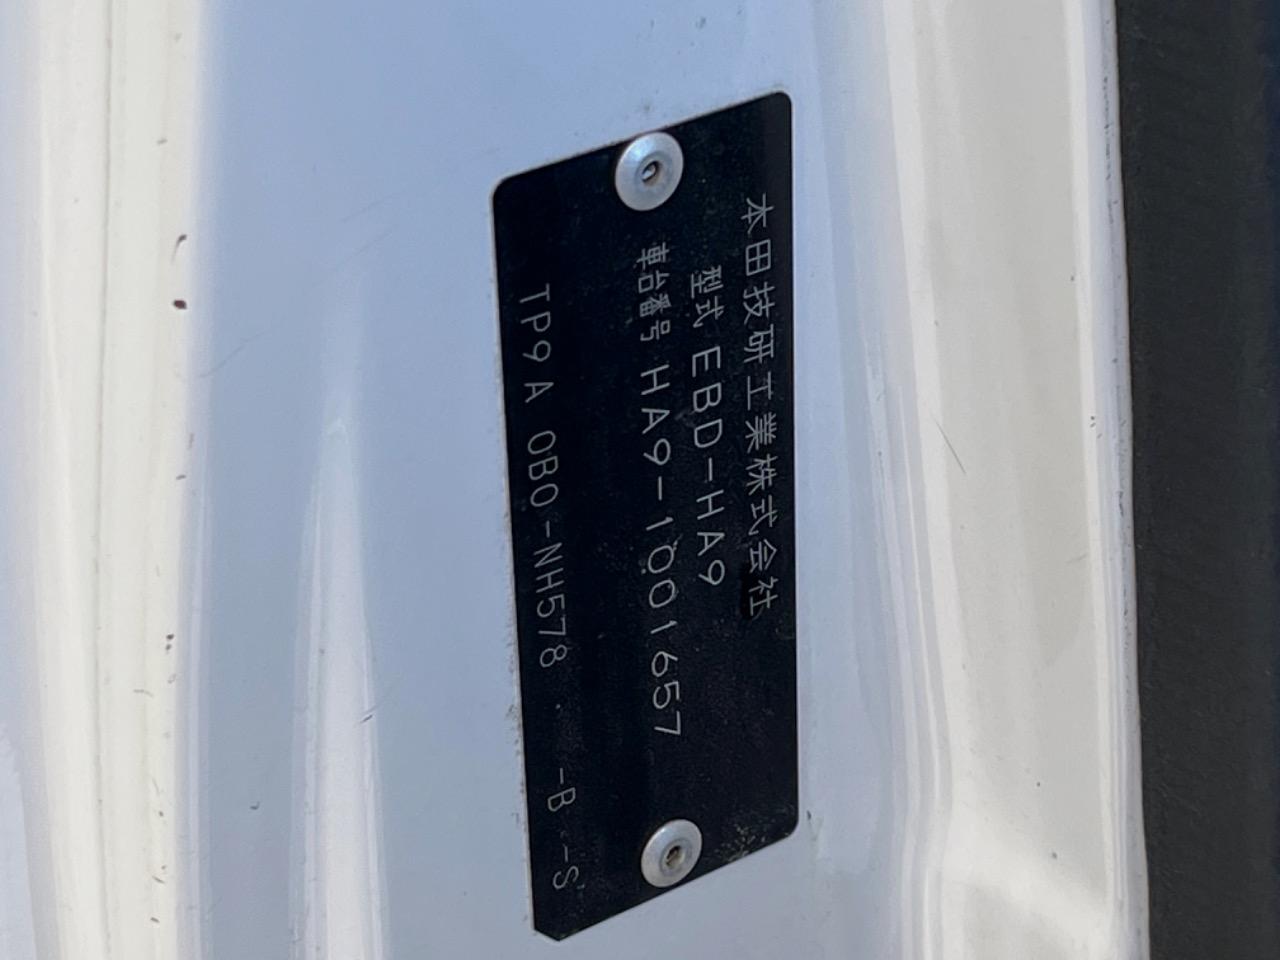 本田技研工業株式会社
型式 EBD-HA9
車台番号 HA9-1001657
TP9A 0B0-NH578 -B -S